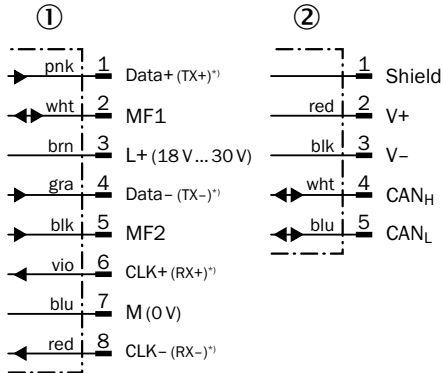 ① ②
pnk 1 Data+ (TX+)*)
wht 2 MF1
brn 3 L+ (18 V ... 30 V)
gra 4 Data– (TX–)*)
blk 5 MF2
vio 6 CLK+ (RX+)*)
blu 7 M (0 V)
red 8 CLK– (RX–)*)
1 Shield
red 2 V+
blk 3 V–
wht 4 CANH
blu 5 CANL